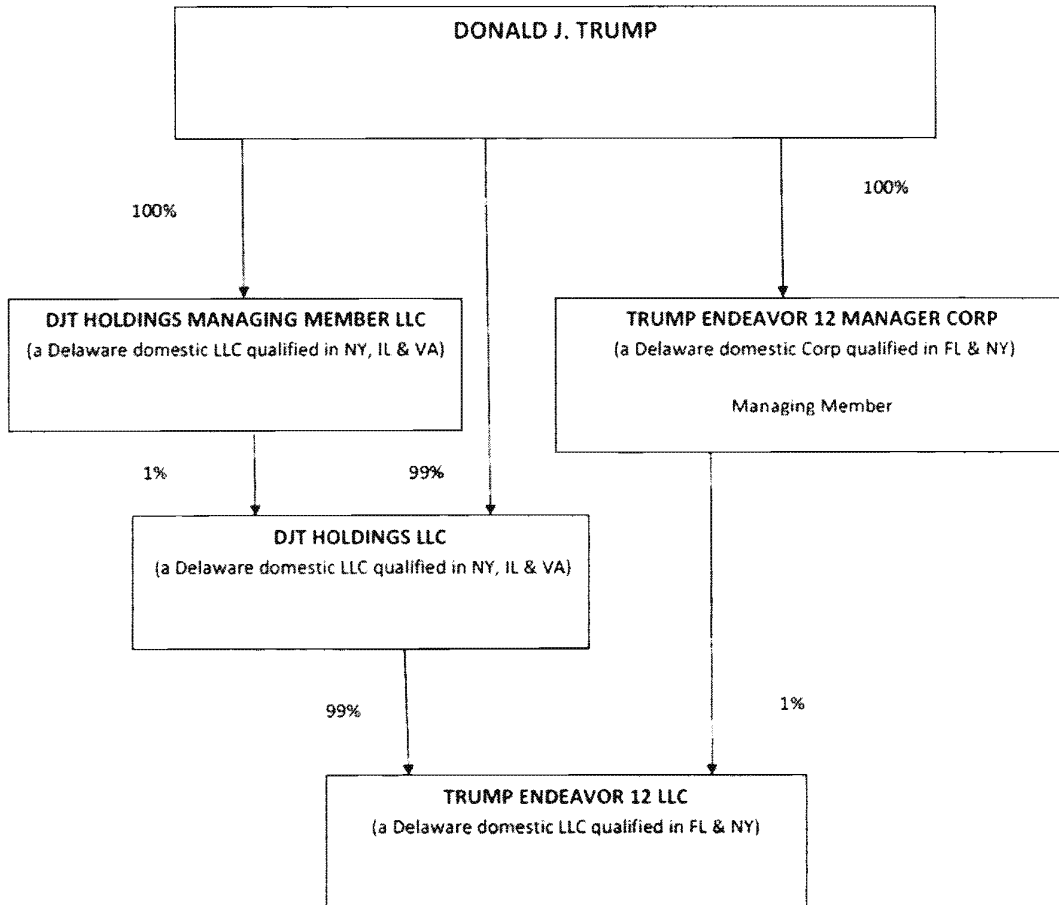 DONALD J. TRUMP
100%
100%
DJT HOLDINGS MANAGING MEMBER LLC
(a Delaware domestic LLC qualified in NY, IL & VA)
TRUMP ENDEAVOR 12 MANAGER CORP
(a Delaware domestic Corp qualified in FL & NY)
Managing Member
1%
99%
DJT HOLDINGS LLC
(a Delaware domestic LLC qualified in NY, IL & VA)
99%
1%
TRUMP ENDEAVOR 12 LLC
(a Delaware domestic LLC qualified in FL & NY)